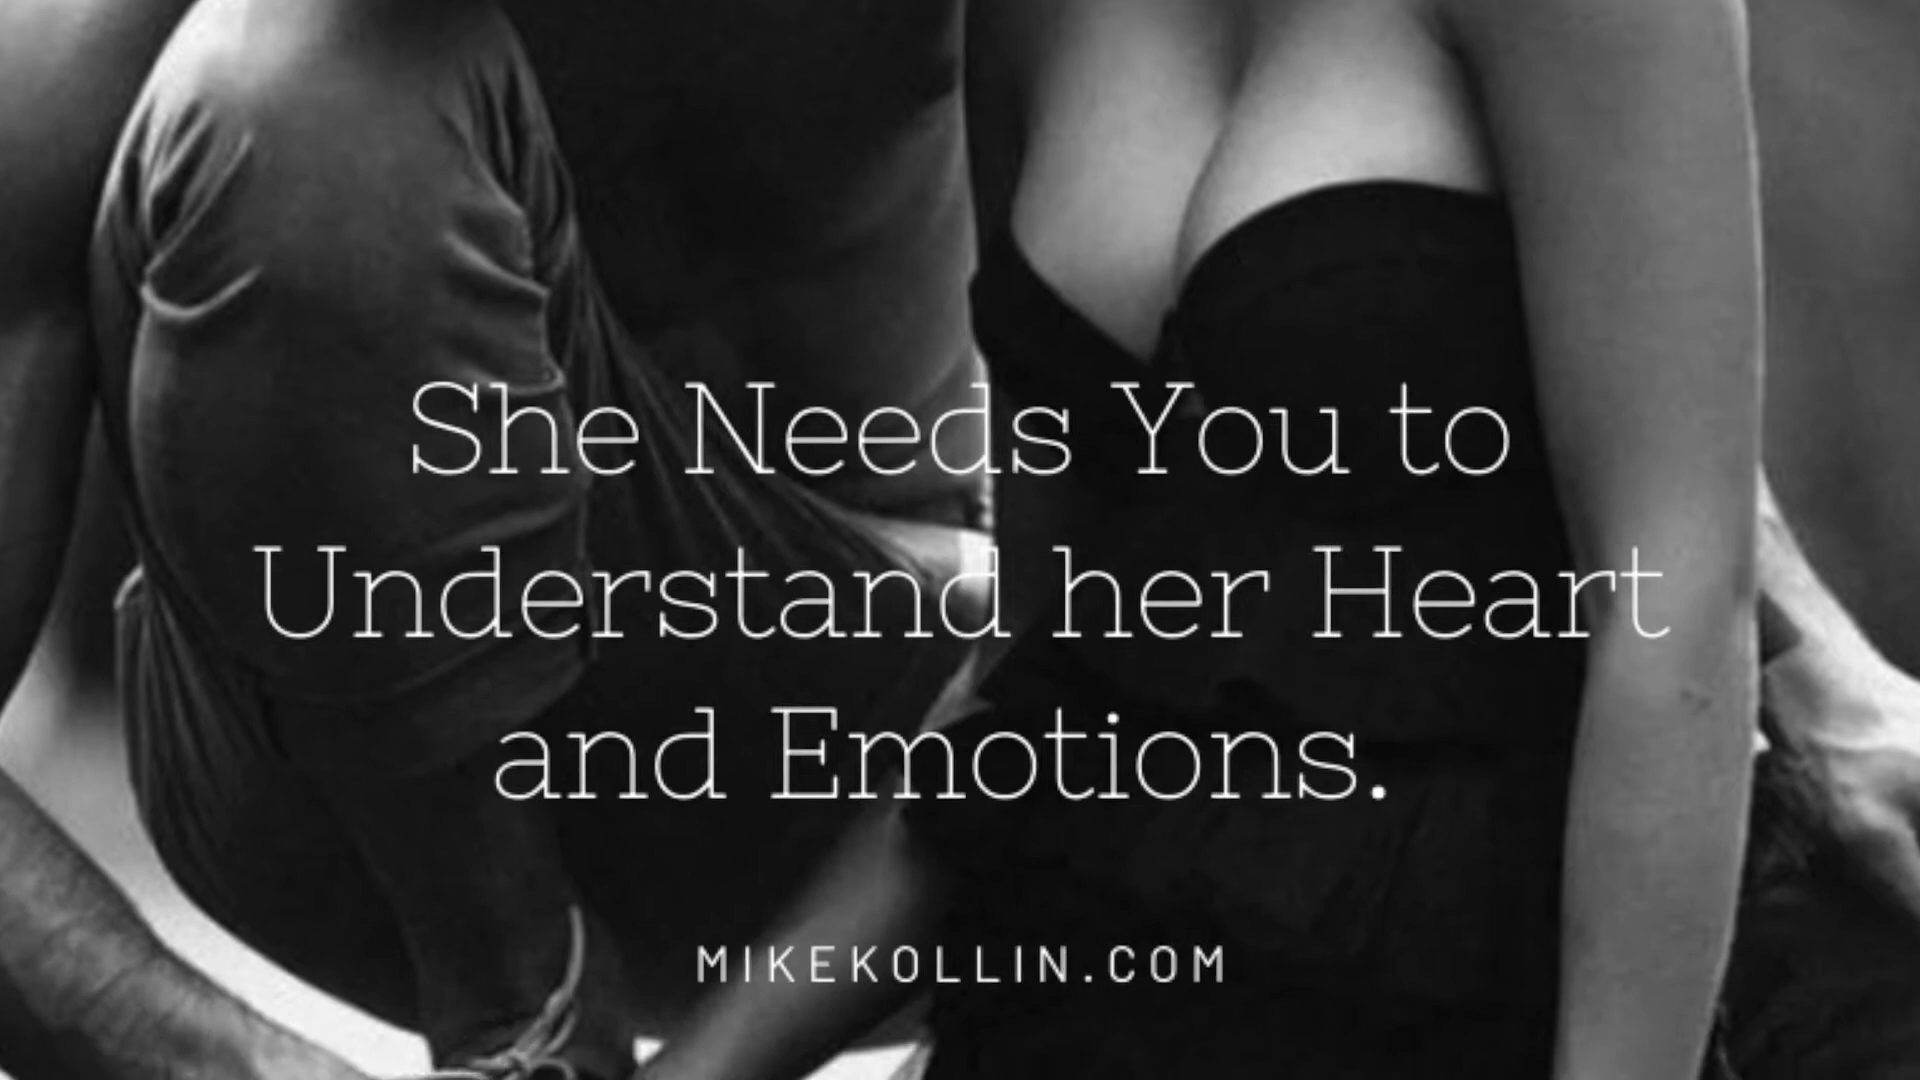 She Needs You to
Understand her Heart
and Emotions.
MIKEKOLLIN.COM